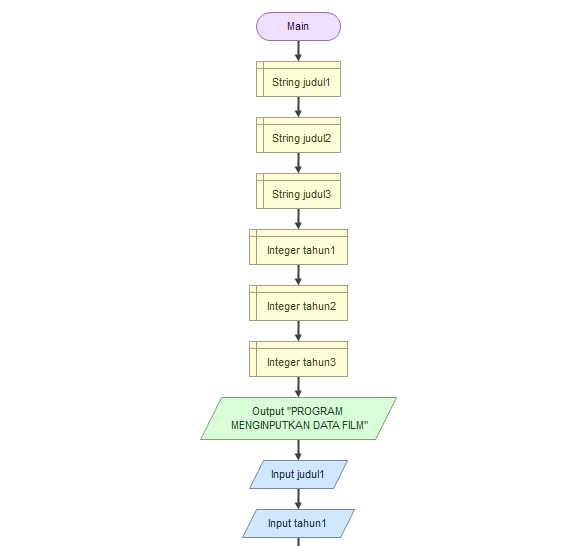 Main
String judul1
String judul2
String judul3
Integer tahun1
Integer tahun2
Integer tahun3
Output "PROGRAM
MENGINPUTKAN DATA FILM"
Input judul1
Input tahun1